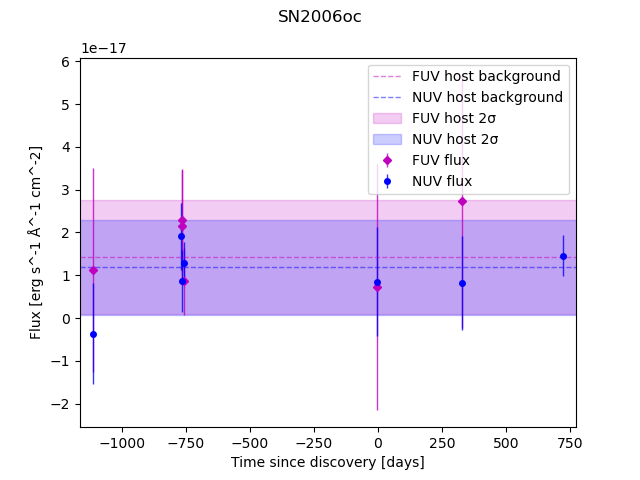 SN2006oc
1e−17
6
5
4
3
2
1
0
−1
−2
Flux [erg s^-1 Å^-1 cm^-2]
FUV host background
NUV host background
FUV host 2σ
NUV host 2σ
FUV flux
NUV flux
−1000 −750 −500 −250 0 250 500 750
Time since discovery [days]